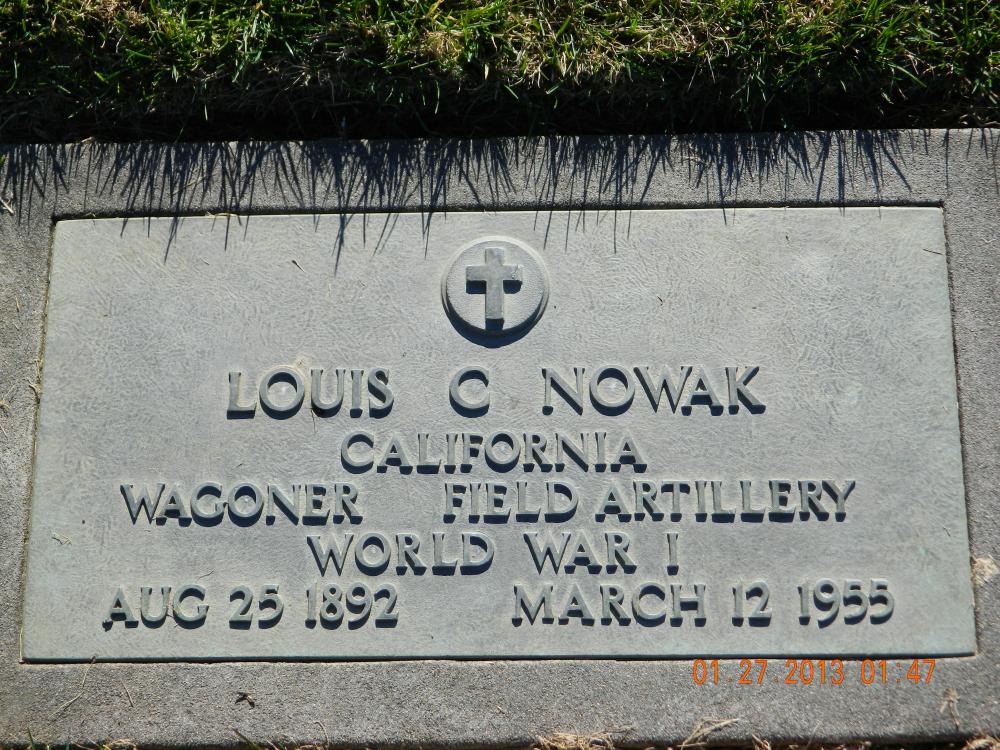 LOUIS C NOWAK
CALIFORNIA
WAGONER FIELD ARTILLERY
WORLD WAR I
AUG 25 1892 MARCH 12 1955
01.27.2013 01:47